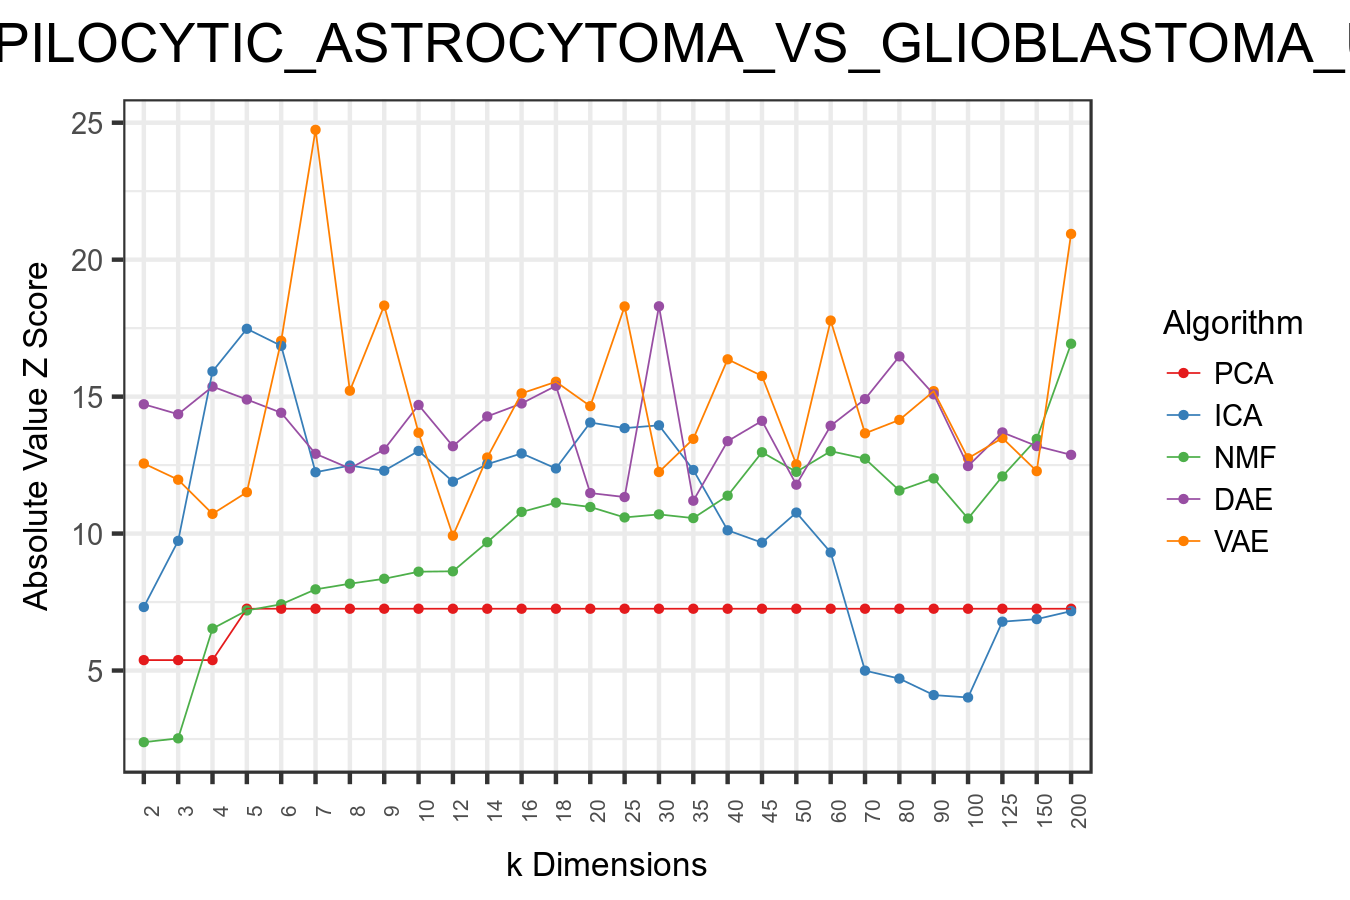 PILOCYTIC_ASTROCYTOMA_VS_GLIOBLASTOMA_
25
20
15
10
5
Absolute Value Z Score
2 3 4 5 6 7 8 9 10 12 14 16 18 20 25 30 35 40 45 50 60 70 80 90 100 125 150 200
k Dimensions
Algorithm
PCA
ICA
NMF
DAE
VAE